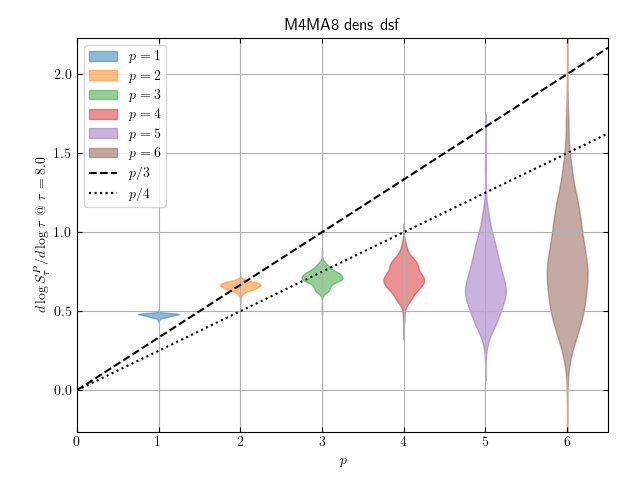 M4MA8 dens dsf
p = 1
p = 2
p = 3
p = 4
p = 5
p = 6
p/3
p/4
d log S_τ^P / d log τ @ τ = 8.0
2.0
1.5
1.0
0.5
0.0
0 1 2 3 4 5 6
p